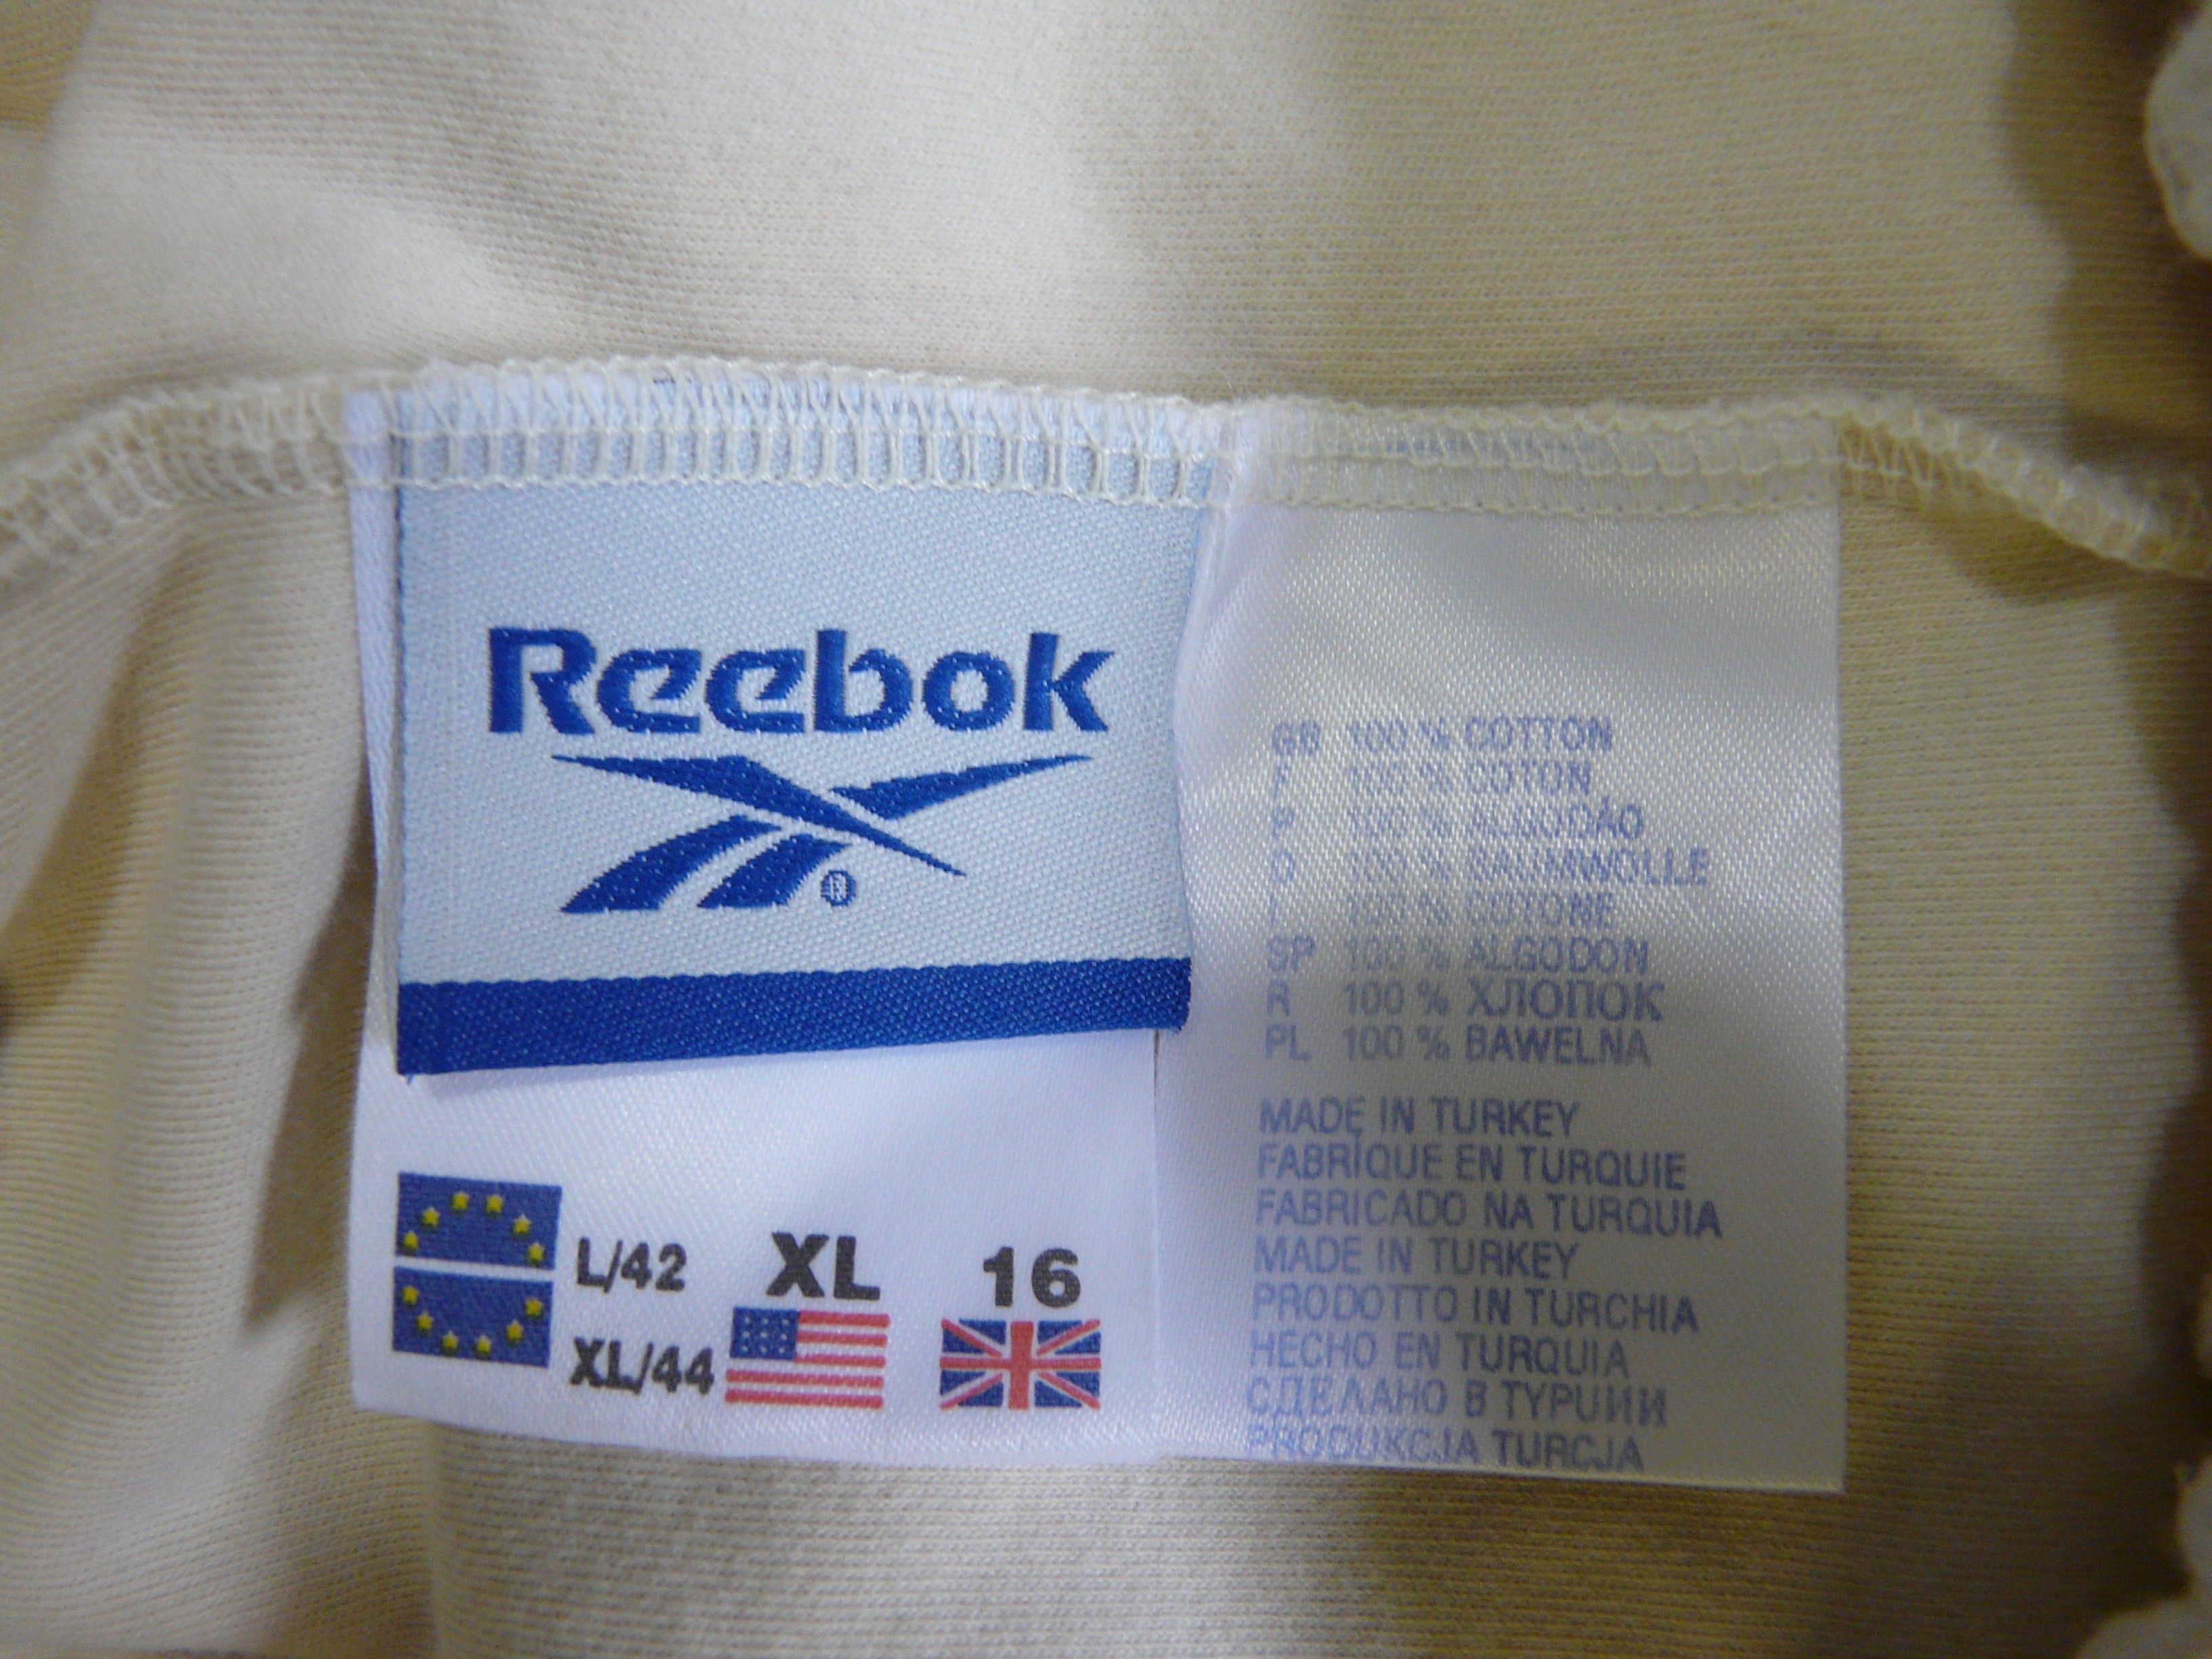 Reebok
®
L/42
XL/44
XL
16
GB 100 % COTTON
F 100 % COTON
P 100 % ALGODÃO
D 100 % BAUMWOLLE
I 100 % COTONE
SP 100 % ALGODON
R 100 % ХЛОПОК
PL 100 % BAWELNA
MADE IN TURKEY
FABRIQUE EN TURQUIE
FABRICADO NA TURQUIA
MADE IN TURKEY
PRODOTTO IN TURCHIA
HECHO EN TURQUIA
СДЕЛАНО В ТУРЦИИ
PRODUKCJA TURCJA